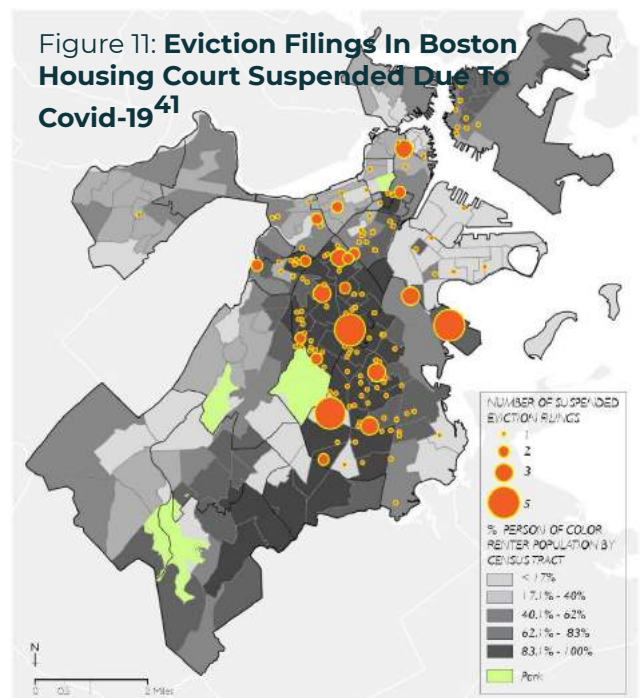 Figure 11: Eviction Filings In Boston
Housing Court Suspended Due To
Covid-19 41
NUMBER OF SUSPENDED
EVICTION FILINGS
1
2
3
5
% PERSON OF COLOR
RENTER POPULATION BY
CENSUS TRACT
< 17%
17.1% - 40%
40.1% - 62%
62.1% - 83%
83.1% - 100%
Park
N
0 0.5 2 Miles